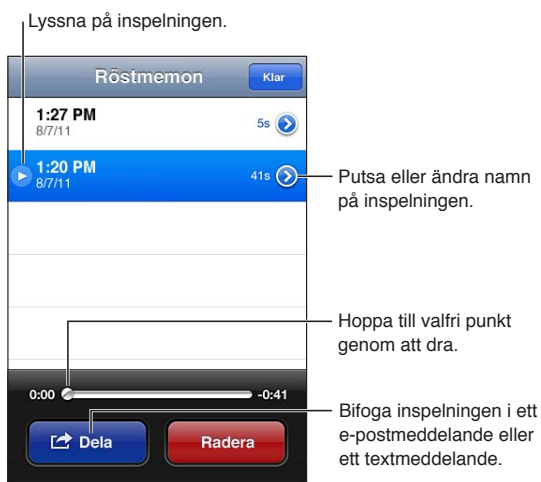 Lyssna på inspelningen.
Röstmemon
Klar
1:27 PM
8/7/11
5s
1:20 PM
8/7/11
41s
Putsa eller ändra namn
på inspelningen.
Hoppa till valfri punkt
genom att dra.
0:00
-0:41
Dela
Radera
Bifoga inspelningen i ett
e-postmeddelande eller
ett textmeddelande.